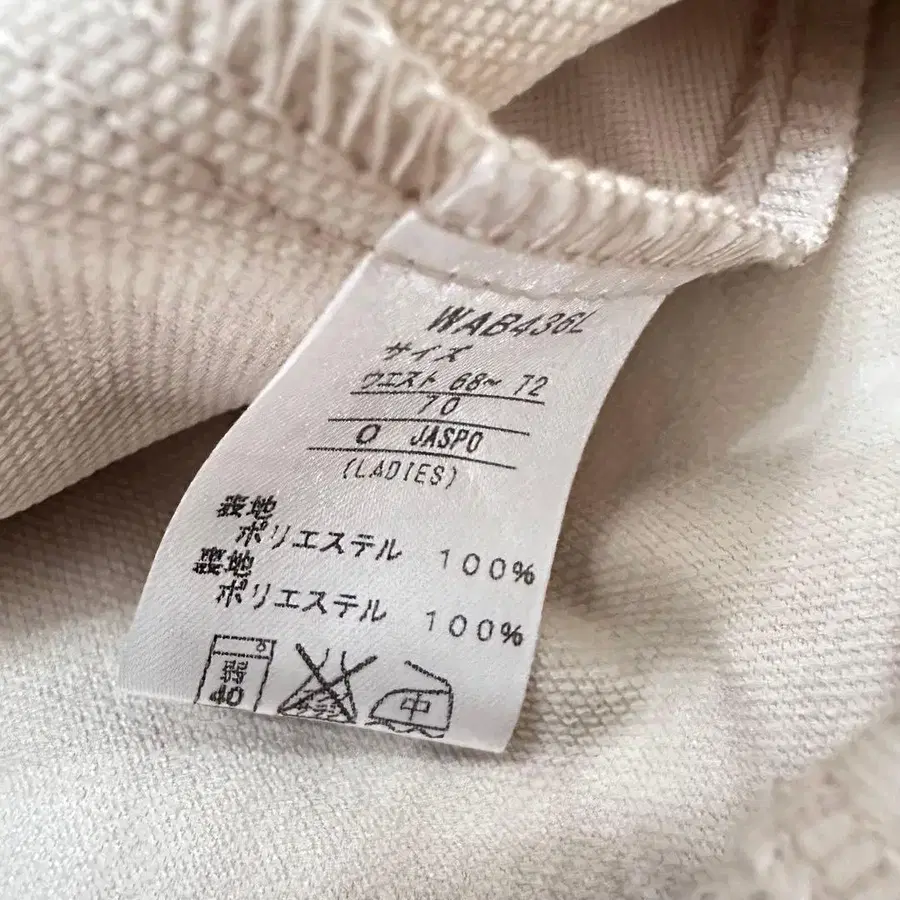 WAB436L
サイズ
ウエスト 68~ 72
70
O JASPO
(LADIES)
表地
ポリエステル 100%
裏地
ポリエステル 100%
弱
40
中